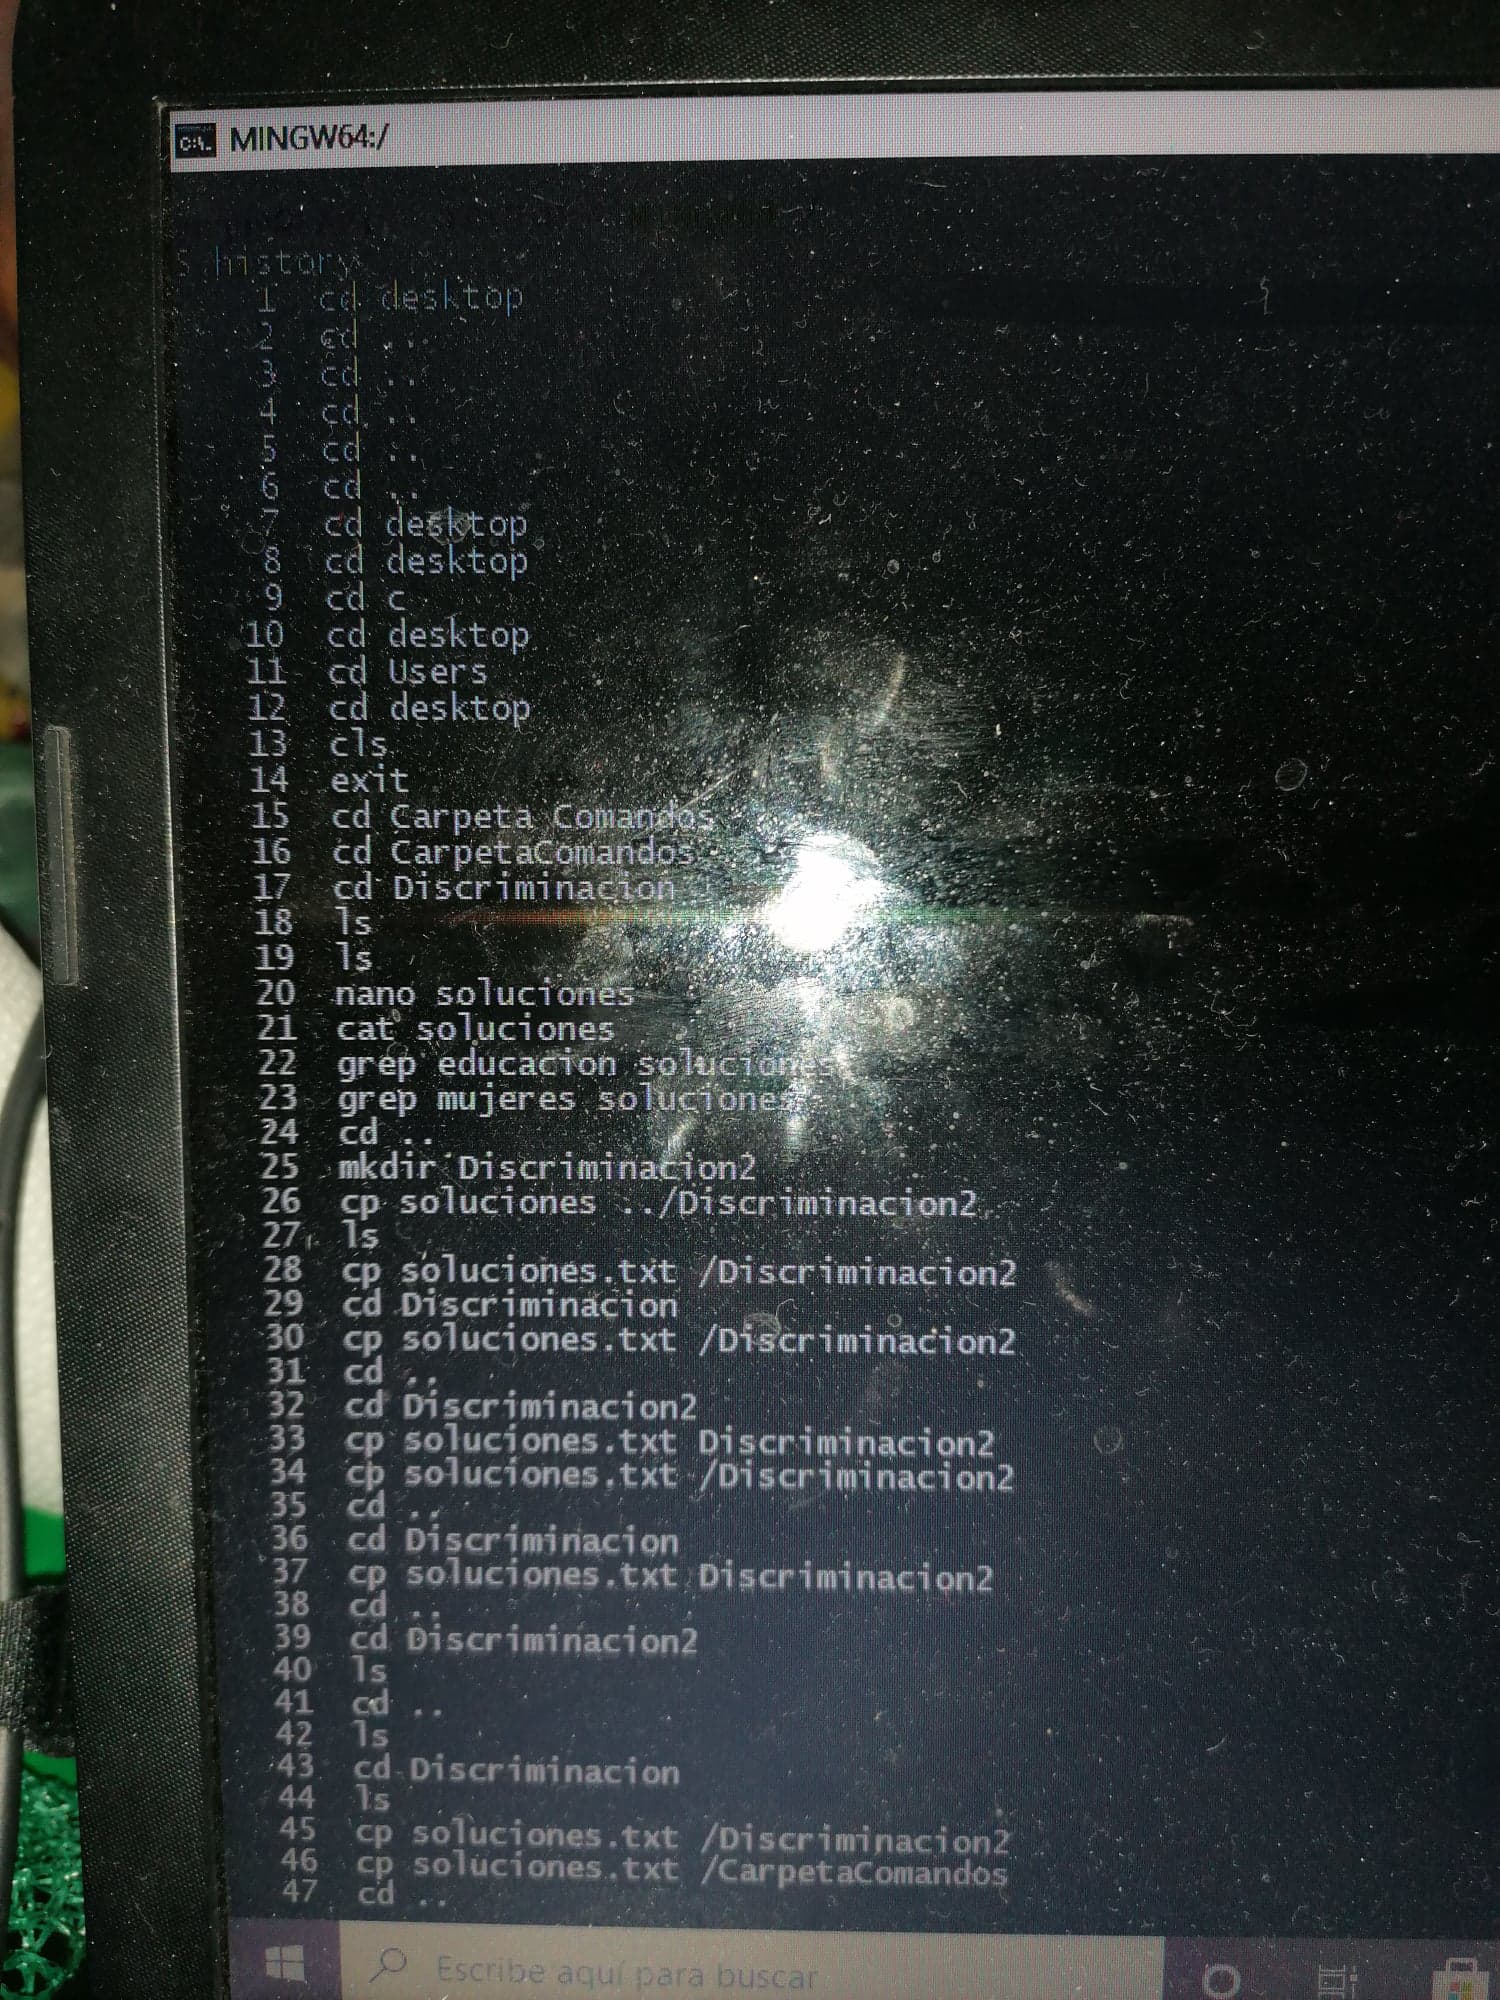 MINGW64:/
$ history
1 cd desktop
2 cd ..
3 cd ..
4 cd ..
5 cd ..
6 cd ..
7 cd desktop
8 cd desktop
9 cd c
10 cd desktop
11 cd Users
12 cd desktop
13 cls
14 exit
15 cd Carpeta Comandos
16 cd CarpetaComandos
17 cd Discriminacion
18 ls
19 ls
20 nano soluciones
21 cat soluciones
22 grep educacion soluciones
23 grep mujeres soluciones
24 cd ..
25 mkdir Discriminacion2
26 cp soluciones ../Discriminacion2
27 ls
28 cp soluciones.txt /Discriminacion2
29 cd Discriminacion
30 cp soluciones.txt /Discriminacion2
31 cd ..
32 cd Discriminacion2
33 cp soluciones.txt Discriminacion2
34 cp soluciones.txt /Discriminacion2
35 cd ..
36 cd Discriminacion
37 cp soluciones.txt Discriminacion2
38 cd ..
39 cd Discriminacion2
40 ls
41 cd ..
42 ls
43 cd Discriminacion
44 ls
45 cp soluciones.txt /Discriminacion2
46 cp soluciones.txt /CarpetaComandos
47 cd ..
Escribe aquí para buscar